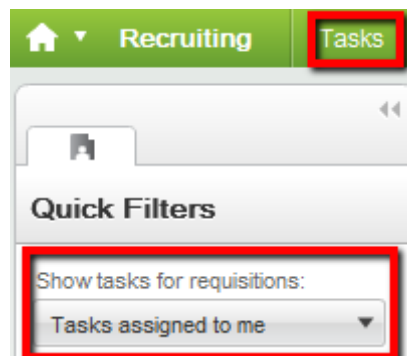 Recruiting Tasks
Quick Filters
Show tasks for requisitions:
Tasks assigned to me